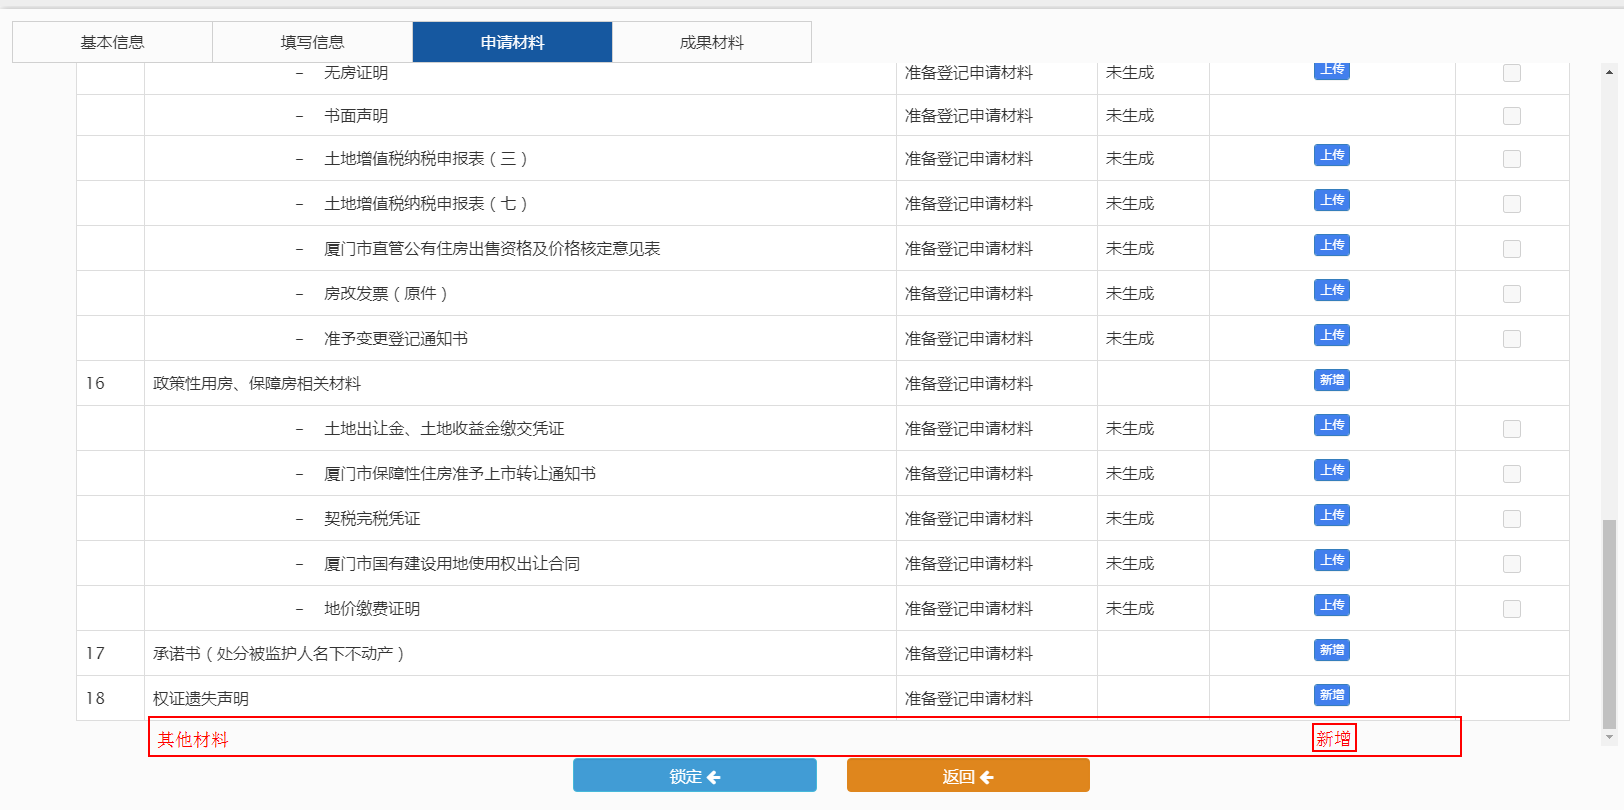 基本信息 填写信息 申请材料 成果材料
- 无房证明 准备登记申请材料 未生成 上传
- 书面声明 准备登记申请材料 未生成
- 土地增值税纳税申报表（三） 准备登记申请材料 未生成 上传
- 土地增值税纳税申报表（七） 准备登记申请材料 未生成 上传
- 厦门市直管公有住房出售资格及价格核定意见表 准备登记申请材料 未生成 上传
- 房改发票（原件） 准备登记申请材料 未生成 上传
- 准予变更登记通知书 准备登记申请材料 未生成 上传
16 政策性用房、保障房相关材料 准备登记申请材料 新增
- 土地出让金、土地收益金缴交凭证 准备登记申请材料 未生成 上传
- 厦门市保障性住房准予上市转让通知书 准备登记申请材料 未生成 上传
- 契税完税凭证 准备登记申请材料 未生成 上传
- 厦门市国有建设用地使用权出让合同 准备登记申请材料 未生成 上传
- 地价缴费证明 准备登记申请材料 未生成 上传
17 承诺书（处分被监护人名下不动产） 准备登记申请材料 新增
18 权证遗失声明 准备登记申请材料 新增
其他材料 新增
锁定 返回